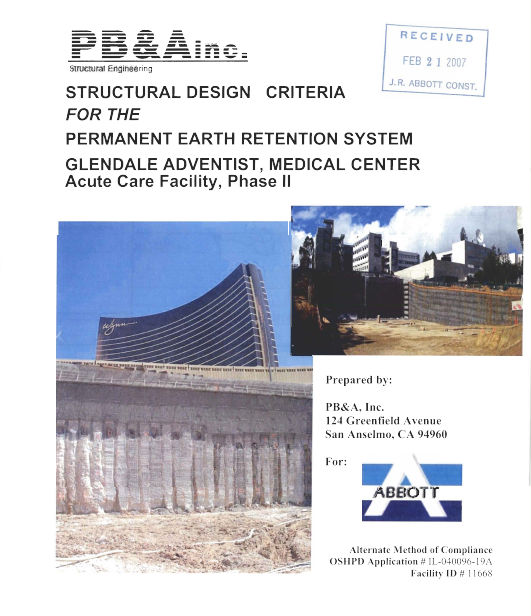 PB&A inc.
Structural Engineering
RECEIVED
FEB 21 2007
J.R. ABBOTT CONST.
STRUCTURAL DESIGN CRITERIA
FOR THE
PERMANENT EARTH RETENTION SYSTEM
GLENDALE ADVENTIST, MEDICAL CENTER
Acute Care Facility, Phase II
wynn
Prepared by:
PB&A, Inc.
124 Greenfield Avenue
San Anselmo, CA 94960
For:
ABBOTT
Alternate Method of Compliance
OSHPD Application # IL-040096-19A
Facility ID # 11668